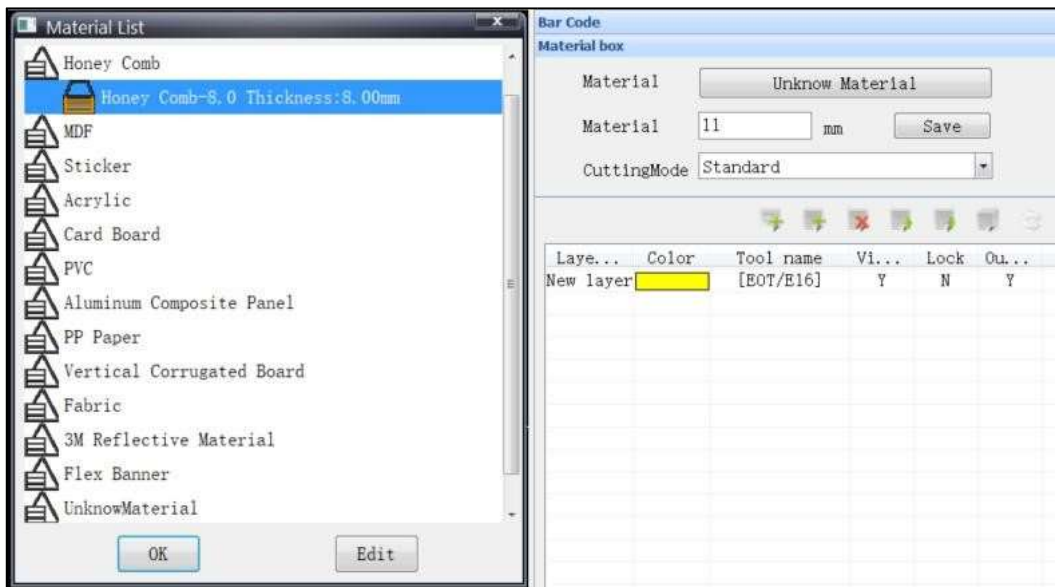 Material List
Honey Comb
Honey Comb-8.0 Thickness:8.00mm
MDF
Sticker
Acrylic
Card Board
PVC
Aluminum Composite Panel
PP Paper
Vertical Corrugated Board
Fabric
3M Reflective Material
Flex Banner
UnknowMaterial
OK Edit
Bar Code
Material box
Material Unknow Material
Material 11 mm Save
CuttingMode Standard
Laye... Color Tool name Vi... Lock Ou...
New layer [EOT/E16] Y N Y